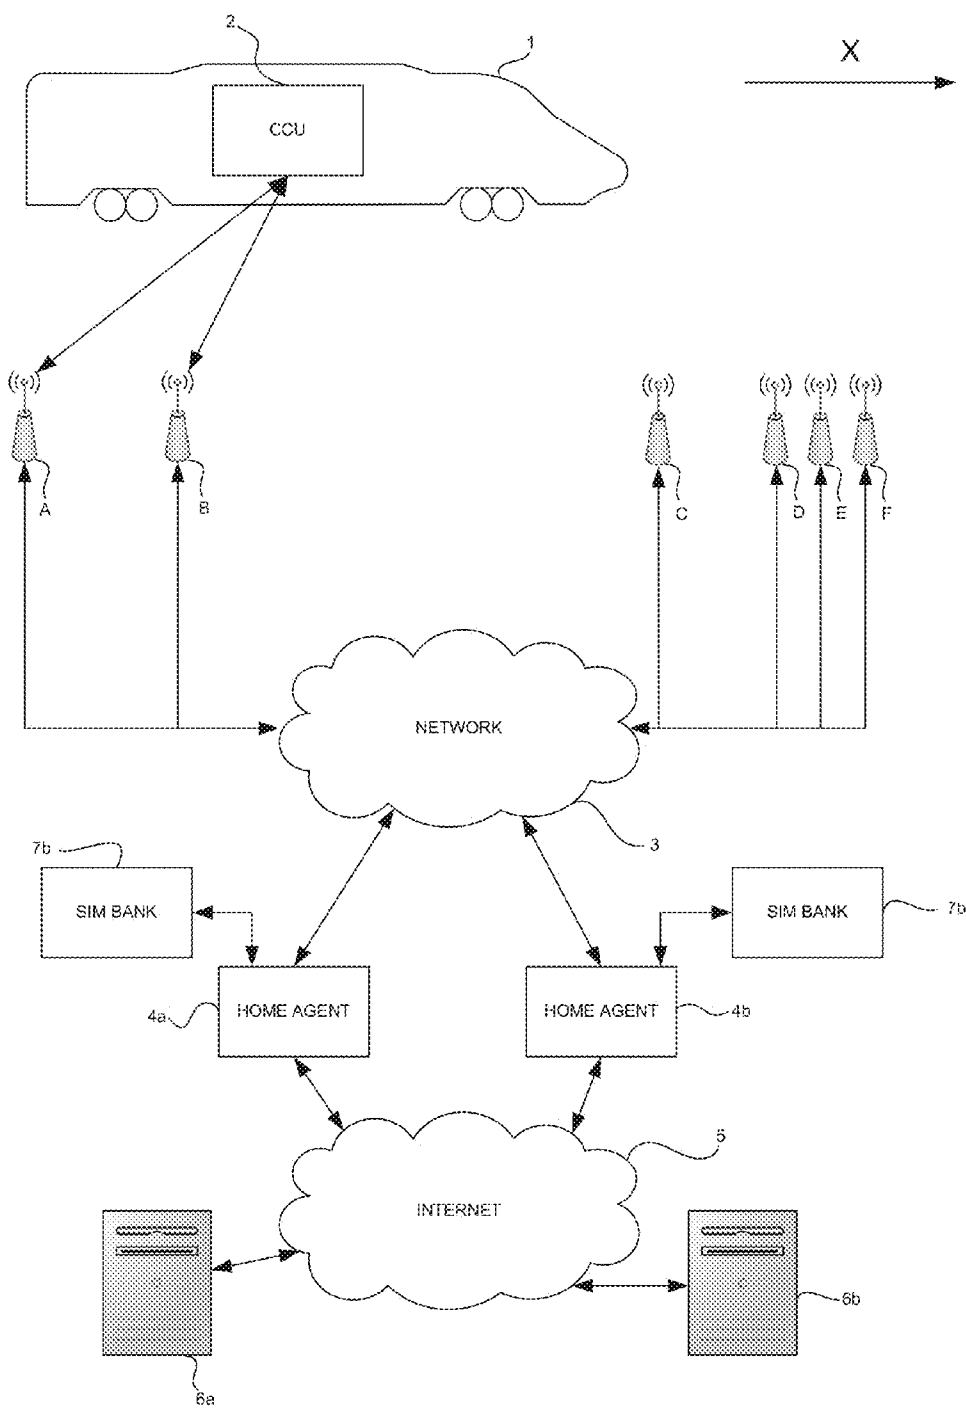 2
1
X
CCU
A
B
C
D
E
F
NETWORK
3
7b
SIM BANK
SIM BANK
7b
4a
HOME AGENT
HOME AGENT
4b
5
INTERNET
6b
6a